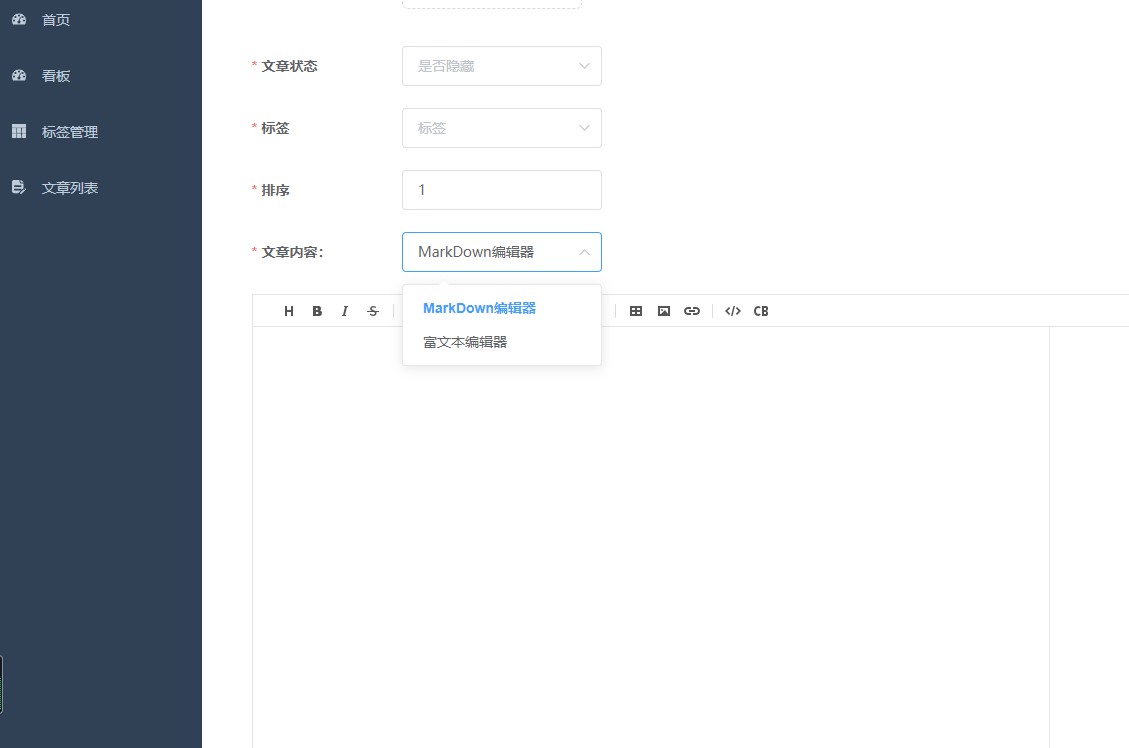 首页
看板
标签管理
文章列表
* 文章状态
是否隐藏
* 标签
标签
* 排序
1
* 文章内容：
MarkDown编辑器
MarkDown编辑器
富文本编辑器
H B I S </> CB